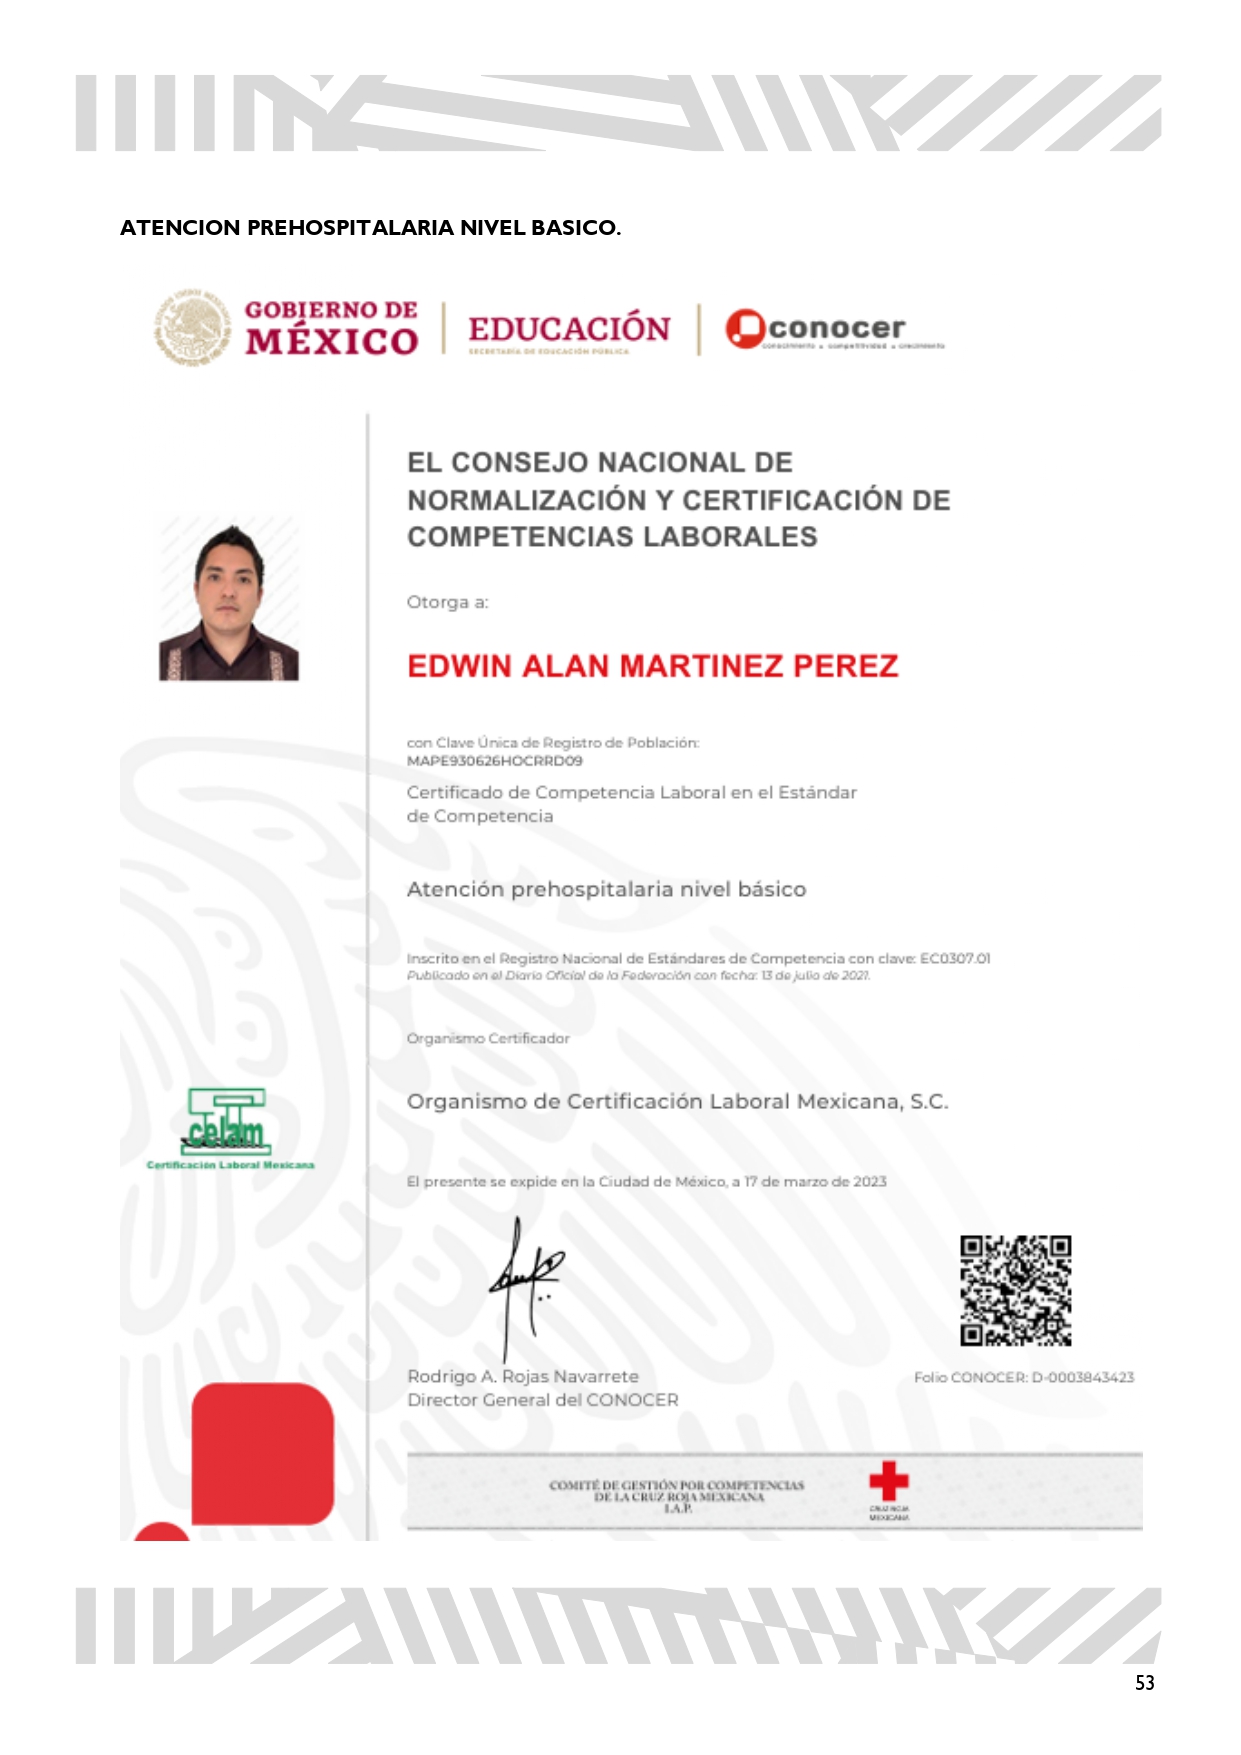 ATENCION PREHOSPITALARIA NIVEL BASICO.
GOBIERNO DE
MÉXICO
EDUCACIÓN
SECRETARÍA DE EDUCACIÓN PÚBLICA
conocer
conocimiento • competitividad • crecimiento
EL CONSEJO NACIONAL DE
NORMALIZACIÓN Y CERTIFICACIÓN DE
COMPETENCIAS LABORALES
Otorga a:
EDWIN ALAN MARTINEZ PEREZ
con Clave Única de Registro de Población:
MAPE930626HOCRRD09
Certificado de Competencia Laboral en el Estándar
de Competencia
Atención prehospitalaria nivel básico
Inscrito en el Registro Nacional de Estándares de Competencia con clave: EC0307.01
Publicado en el Diario Oficial de la Federación con fecha: 13 de julio de 2021.
Organismo Certificador
Organismo de Certificación Laboral Mexicana, S.C.
celam
Certificación Laboral Mexicana
El presente se expide en la Ciudad de México, a 17 de marzo de 2023
Rodrigo A. Rojas Navarrete
Director General del CONOCER
Folio CONOCER: D-0003843423
COMITÉ DE GESTIÓN POR COMPETENCIAS
DE LA CRUZ ROJA MEXICANA
I.A.P.
CRUZ ROJA
MEXICANA
53